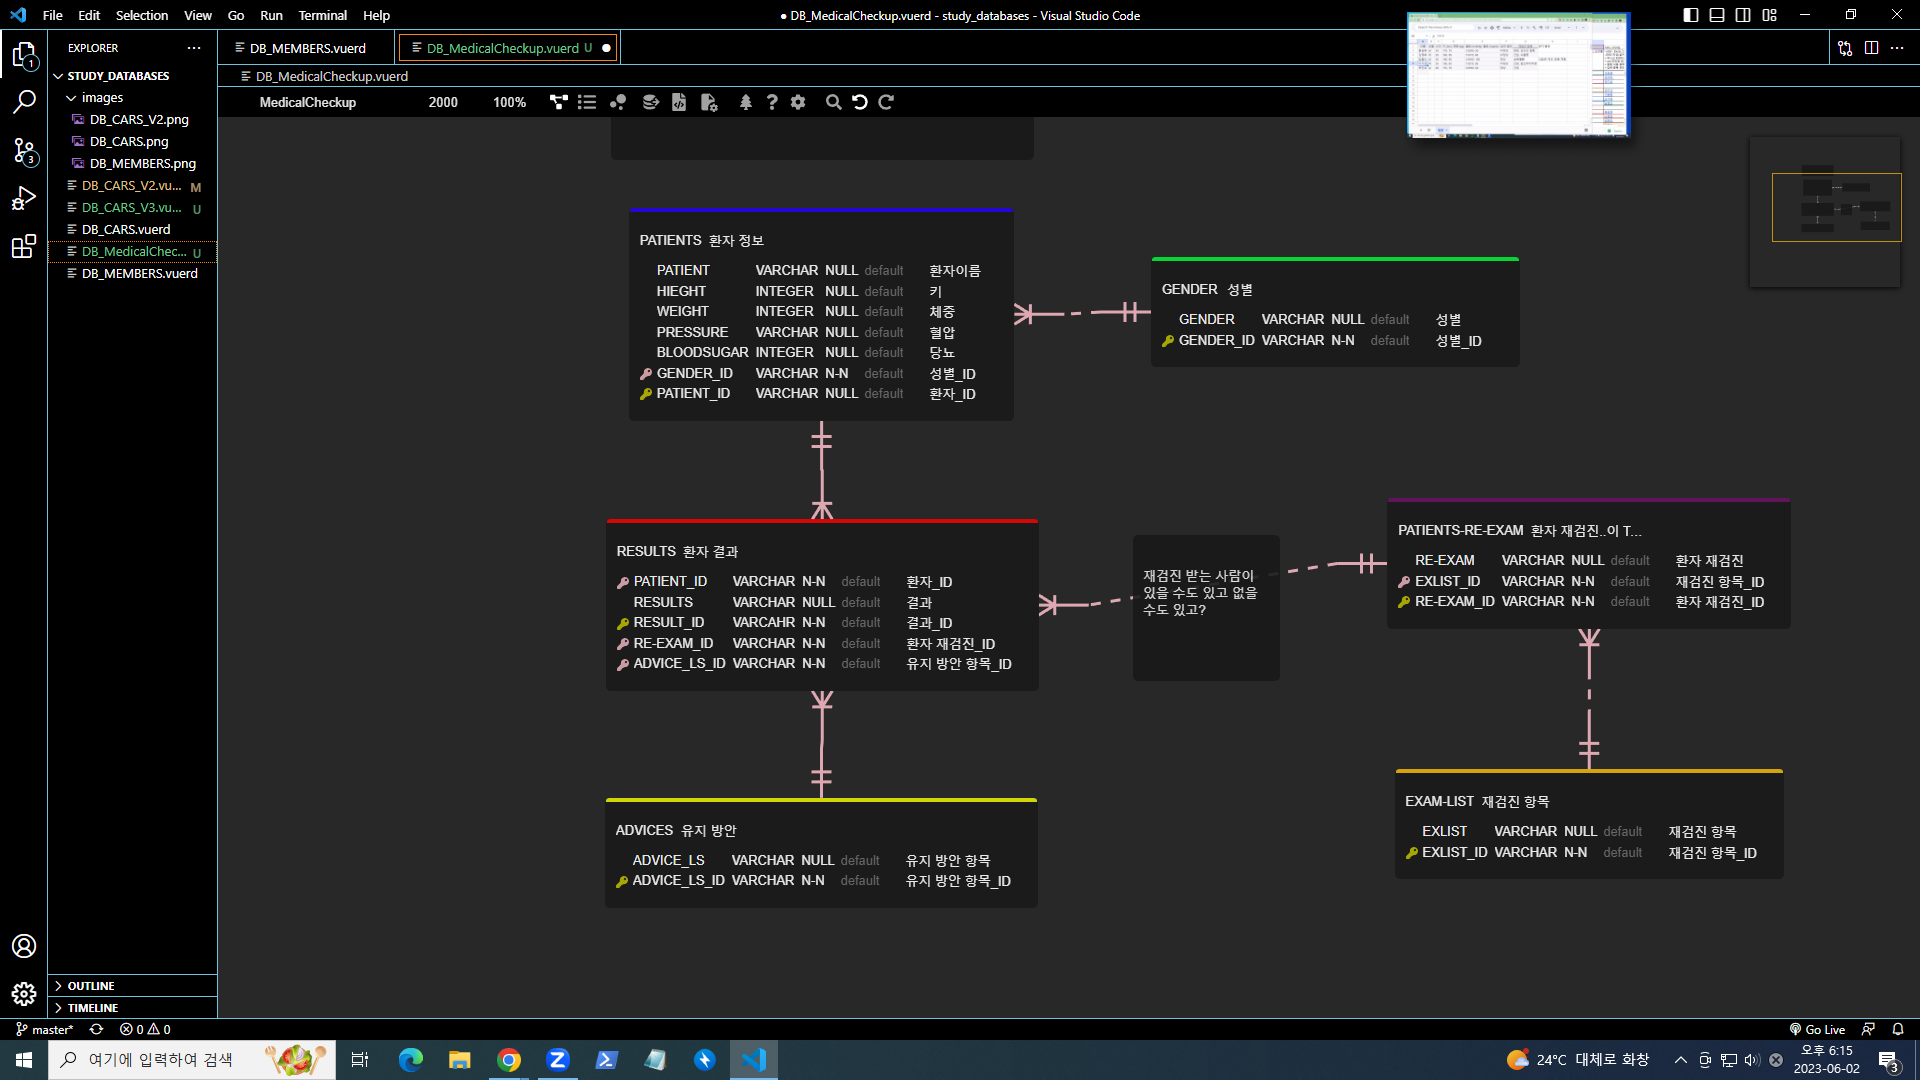 File Edit Selection View Go Run Terminal Help
● DB_MedicalCheckup.vuerd - study_databases - Visual Studio Code
EXPLORER
STUDY_DATABASES
images
DB_CARS_V2.png
DB_CARS.png
DB_MEMBERS.png
DB_CARS_V2.vu... M
DB_CARS_V3.vu... U
DB_CARS.vuerd
DB_MedicalChec... U
DB_MEMBERS.vuerd
OUTLINE
TIMELINE
DB_MEMBERS.vuerd
DB_MedicalCheckup.vuerd U
DB_MedicalCheckup.vuerd
MedicalCheckup 2000 100%
PATIENTS 환자 정보
PATIENT VARCHAR NULL default 환자이름
HIEGHT INTEGER NULL default 키
WEIGHT INTEGER NULL default 체중
PRESSURE VARCHAR NULL default 혈압
BLOODSUGAR INTEGER NULL default 당뇨
GENDER_ID VARCHAR N-N default 성별_ID
PATIENT_ID VARCHAR NULL default 환자_ID
GENDER 성별
GENDER VARCHAR NULL default 성별
GENDER_ID VARCHAR N-N default 성별_ID
RESULTS 환자 결과
PATIENT_ID VARCHAR N-N default 환자_ID
RESULTS VARCHAR NULL default 결과
RESULT_ID VARCAHR N-N default 결과_ID
RE-EXAM_ID VARCHAR N-N default 환자 재검진_ID
ADVICE_LS_ID VARCHAR N-N default 유지 방안 항목_ID
재검진 받는 사람이
있을 수도 있고 없을
수도 있고?
PATIENTS-RE-EXAM 환자 재검진..이 T...
RE-EXAM VARCHAR NULL default 환자 재검진
EXLIST_ID VARCHAR N-N default 재검진 항목_ID
RE-EXAM_ID VARCHAR N-N default 환자 재검진_ID
ADVICES 유지 방안
ADVICE_LS VARCHAR NULL default 유지 방안 항목
ADVICE_LS_ID VARCHAR N-N default 유지 방안 항목_ID
EXAM-LIST 재검진 항목
EXLIST VARCHAR NULL default 재검진 항목
EXLIST_ID VARCHAR N-N default 재검진 항목_ID
master* 0 0
Go Live
여기에 입력하여 검색
24°C 대체로 화창
오후 6:15
2023-06-02
3